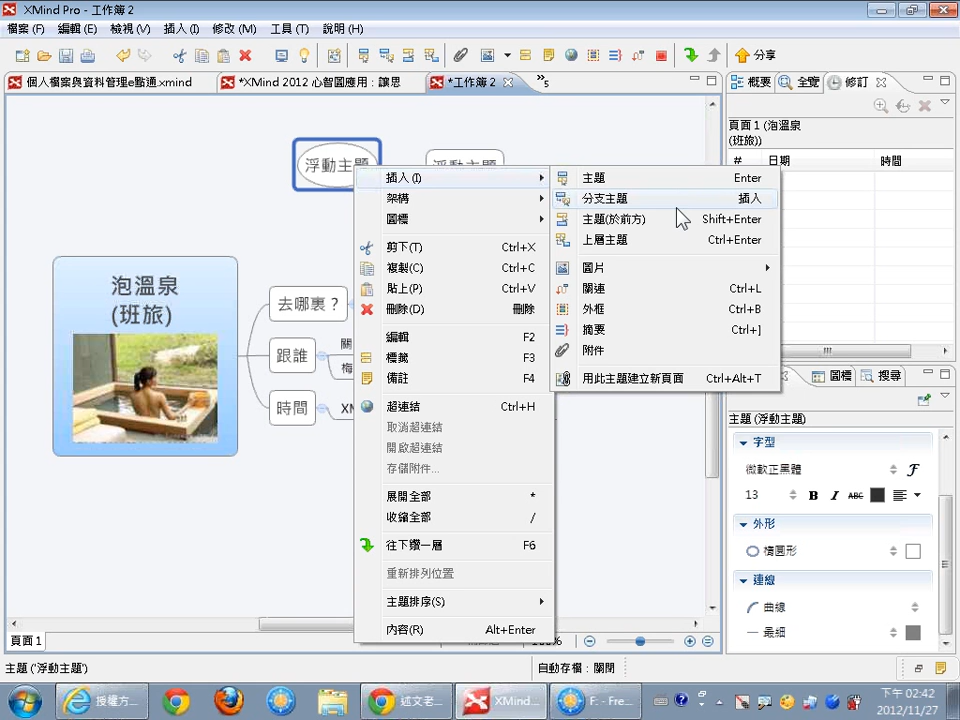 XMind Pro - 工作簿 2
檔案 (F) 編輯 (E) 檢視 (V) 插入 (I) 修改 (M) 工具 (T) 說明 (H)
分享
個人檔案與資料管理e點通.xmind
*XMind 2012 心智圖應用：讓思
*工作簿 2
»5
概要 全覽 修訂
頁面 1 (泡溫泉
(班旅))
# 日期 時間
浮動主題
浮動主題
泡溫泉
(班旅)
去哪裏？
跟誰
時間
插入 (I)
架構
圖標
剪下(T) Ctrl+X
複製(C) Ctrl+C
貼上(P) Ctrl+V
刪除(D) 刪除
編輯 F2
標籤 F3
備註 F4
超連結 Ctrl+H
取消超連結
開啟超連結
存儲附件...
展開全部 *
收縮全部 /
往下鑽一層 F6
重新排列位置
主題排序(S)
內容(R) Alt+Enter
主題 Enter
分支主題 插入
主題(於前方) Shift+Enter
上層主題 Ctrl+Enter
圖片
關連 Ctrl+L
外框 Ctrl+B
摘要 Ctrl+]
附件
用此主題建立新頁面 Ctrl+Alt+T
圖標 搜尋
主題 (浮動主題)
字型
微軟正黑體
13 B I ABC
外形
橢圓形
連線
曲線
最細
頁面 1
主題 ('浮動主題')
自動存檔：關閉
授權方...
述文老...
XMind...
F: - Fre...
下午 02:42
2012/11/27